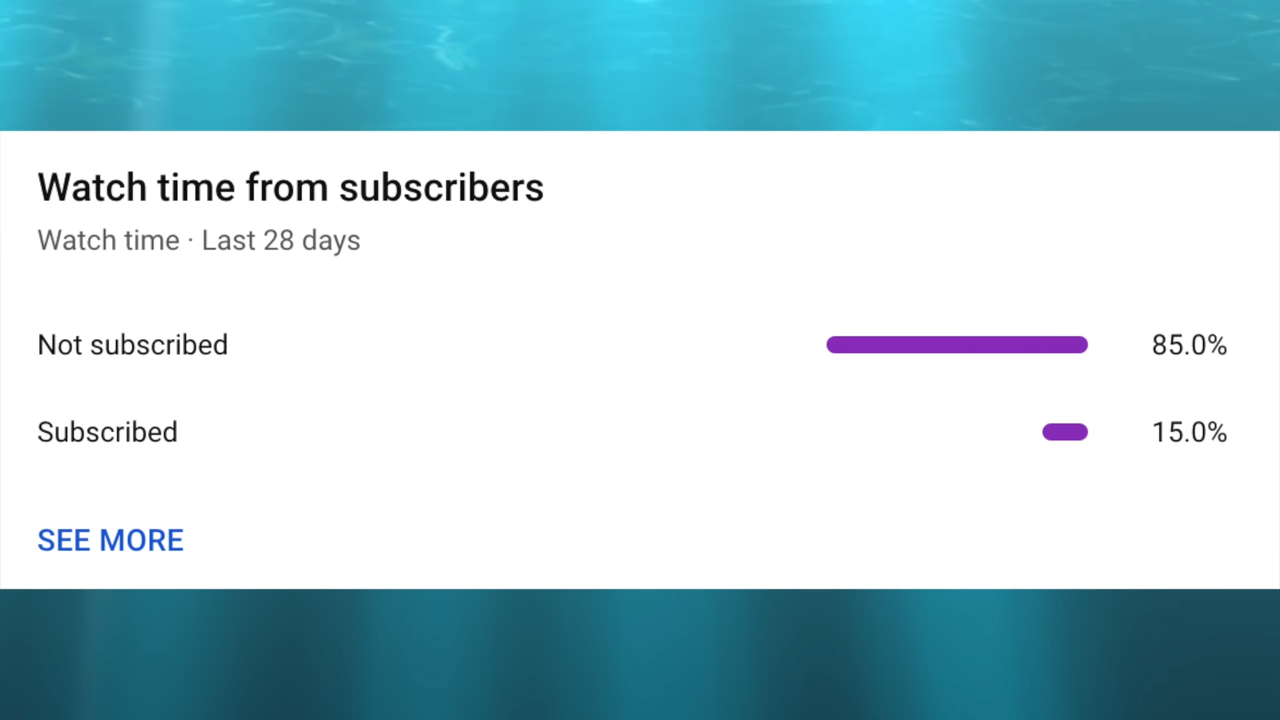 Watch time from subscribers
Watch time · Last 28 days
Not subscribed 85.0%
Subscribed 15.0%
SEE MORE